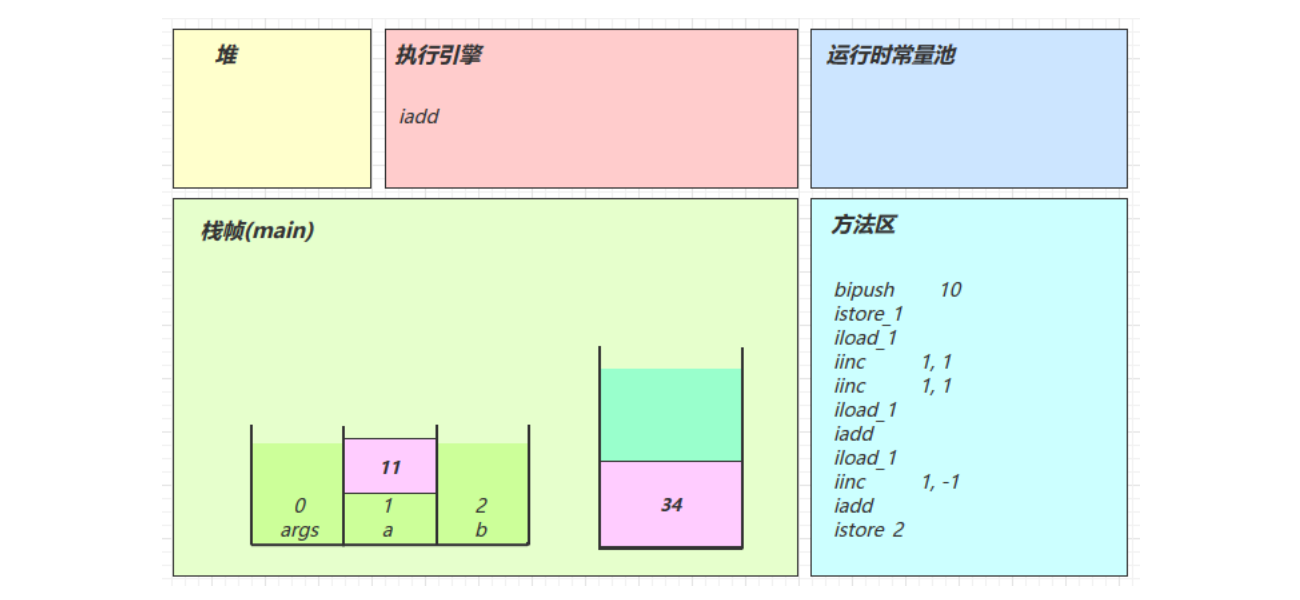 堆
执行引擎
iadd
运行时常量池
栈帧(main)
11
0
args
1
a
2
b
34
方法区
bipush 10
istore_1
iload_1
iinc 1, 1
iinc 1, 1
iload_1
iadd
iload_1
iinc 1, -1
iadd
istore 2